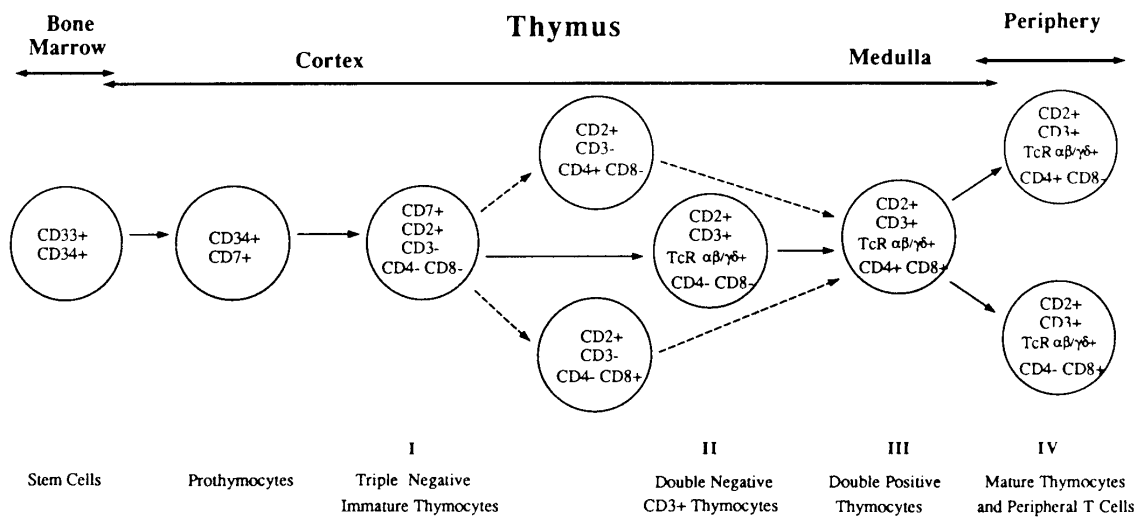 Bone
Marrow
Thymus
Periphery
Cortex
Medulla
CD33+
CD34+
CD34+
CD7+
CD7+
CD2+
CD3-
CD4- CD8-
CD2+
CD3-
CD4+ CD8-
CD2+
CD3+
TcR αβ/γδ+
CD4- CD8-
CD2+
CD3-
CD4- CD8+
CD2+
CD3+
TcR αβ/γδ+
CD4+ CD8+
CD2+
CD3+
TcR αβ/γδ+
CD4+ CD8-
CD2+
CD3+
TcR αβ/γδ+
CD4- CD8+
Stem Cells
Prothymocytes
I
Triple Negative
Immature Thymocytes
II
Double Negative
CD3+ Thymocytes
III
Double Positive
Thymocytes
IV
Mature Thymocytes
and Peripheral T Cells